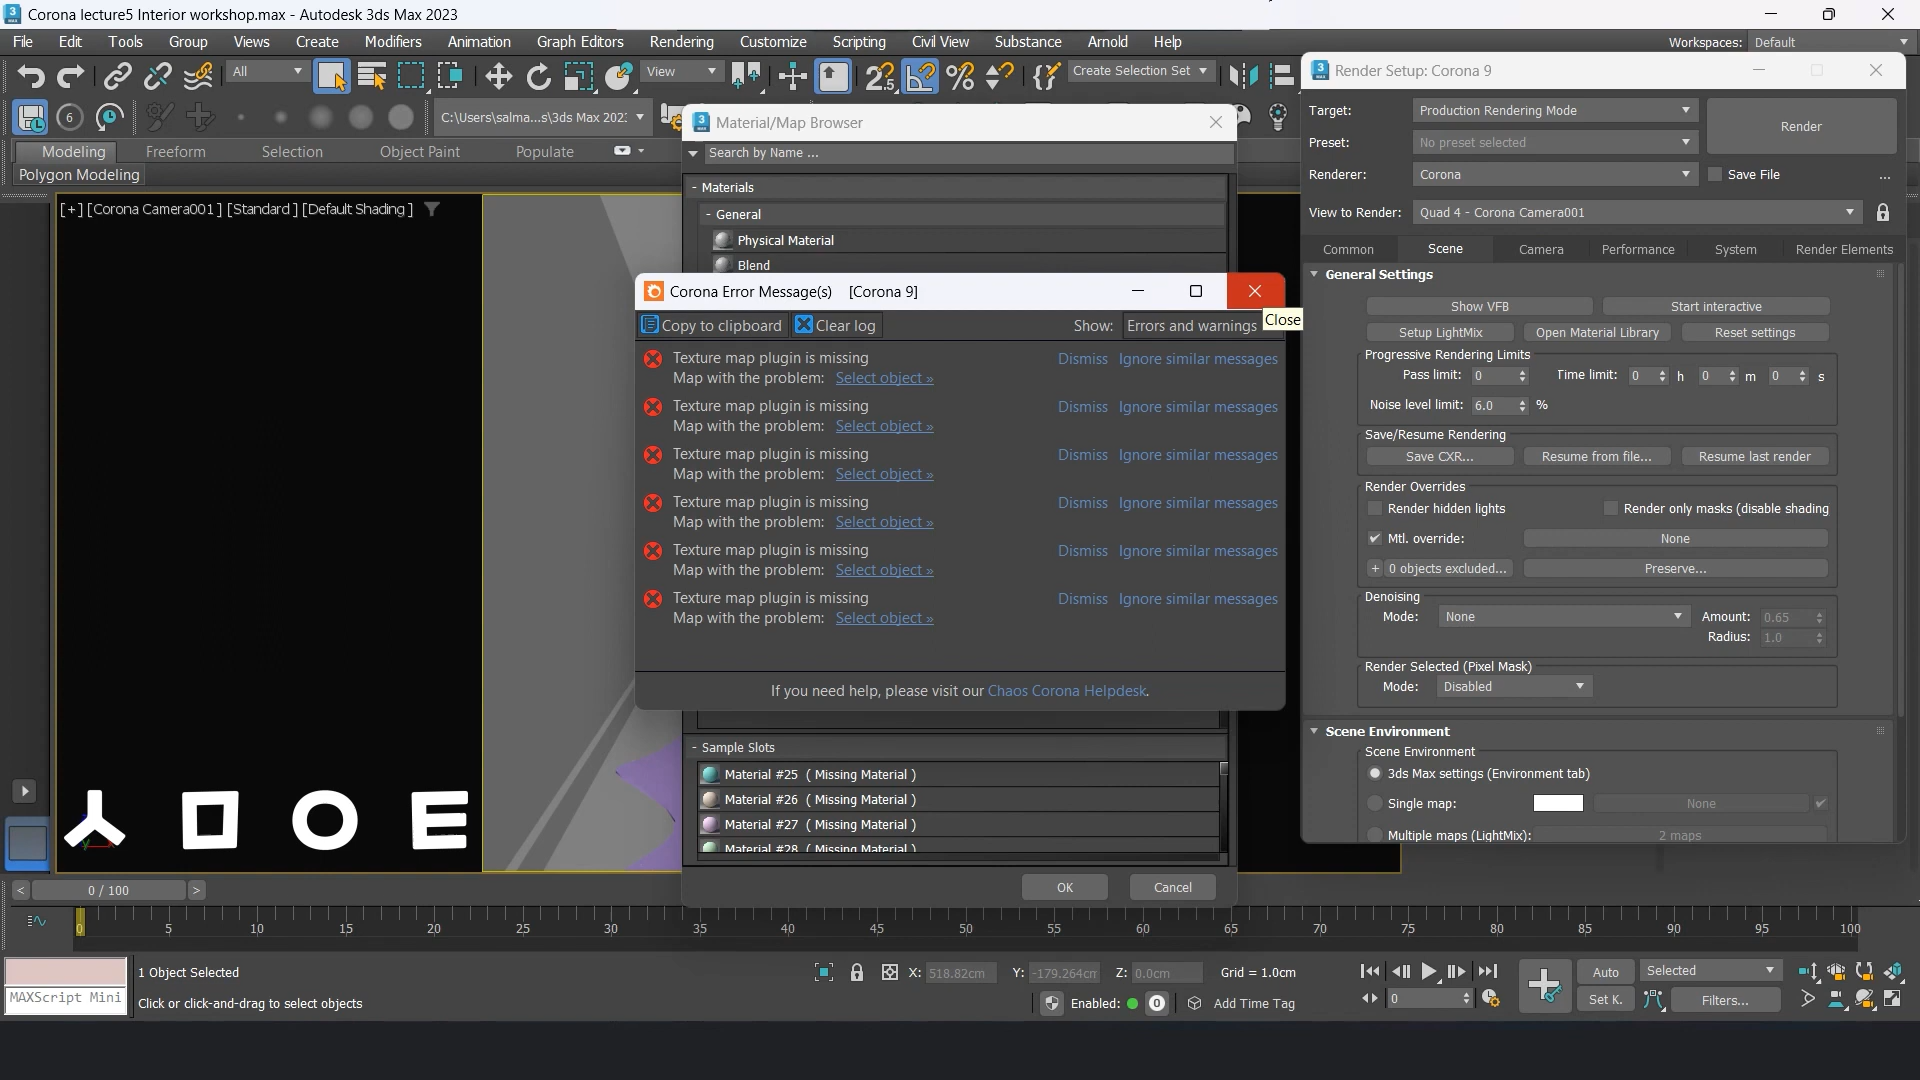 Corona lecture5 Interior workshop.max - Autodesk 3ds Max 2023
File Edit Tools Group Views Create Modifiers Animation Graph Editors Rendering Customize Scripting Civil View Substance Arnold Help
Workspaces: Default
All
View
Create Selection Set
6
C:\Users\salma...s\3ds Max 202
Modeling Freeform Selection Object Paint Populate
Polygon Modeling
[+] [Corona Camera001] [Standard] [Default Shading]
Material/Map Browser
Search by Name ...
- Materials
- General
Physical Material
Blend
Corona Error Message(s) [Corona 9]
Close
Copy to clipboard Clear log Show: Errors and warnings
Texture map plugin is missing Dismiss Ignore similar messages
Map with the problem: Select object »
Texture map plugin is missing Dismiss Ignore similar messages
Map with the problem: Select object »
Texture map plugin is missing Dismiss Ignore similar messages
Map with the problem: Select object »
Texture map plugin is missing Dismiss Ignore similar messages
Map with the problem: Select object »
Texture map plugin is missing Dismiss Ignore similar messages
Map with the problem: Select object »
Texture map plugin is missing Dismiss Ignore similar messages
Map with the problem: Select object »
If you need help, please visit our Chaos Corona Helpdesk.
- Sample Slots
Material #25 ( Missing Material )
Material #26 ( Missing Material )
Material #27 ( Missing Material )
Material #28 ( Missing Material )
OK Cancel
Render Setup: Corona 9
Target: Production Rendering Mode
Render
Preset: No preset selected
Renderer: Corona
Save File ...
View to Render: Quad 4 - Corona Camera001
Common Scene Camera Performance System Render Elements
General Settings
Show VFB Start interactive
Setup LightMix Open Material Library Reset settings
Progressive Rendering Limits
Pass limit: 0 Time limit: 0 h 0 m 0 s
Noise level limit: 6.0 %
Save/Resume Rendering
Save CXR... Resume from file... Resume last render
Render Overrides
Render hidden lights Render only masks (disable shading
Mtl. override: None
+ 0 objects excluded... Preserve...
Denoising
Mode: None Amount: 0.65
Radius: 1.0
Render Selected (Pixel Mask)
Mode: Disabled
Scene Environment
Scene Environment
3ds Max settings (Environment tab)
Single map: None
Multiple maps (LightMix): 2 maps
< 0 / 100 >
0 5 10 15 20 25 30 35 40 45 50 55 60 65 70 75 80 85 90 95 100
1 Object Selected
MAXScript Mini
Click or click-and-drag to select objects
X: 518.82cm Y: -179.264cm Z: 0.0cm Grid = 1.0cm
Enabled: 0 Add Time Tag
0
Auto Selected
Set K. Filters...